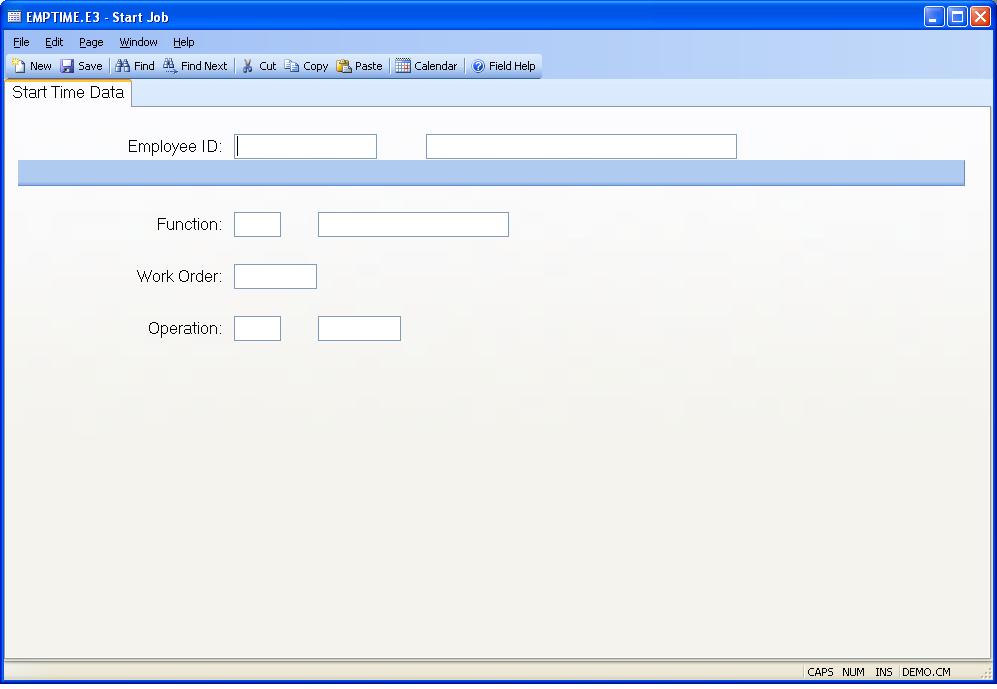 EMPTIME.E3 - Start Job
File Edit Page Window Help
New Save Find Find Next Cut Copy Paste Calendar Field Help
Start Time Data
Employee ID:
Function:
Work Order:
Operation:
CAPS NUM INS DEMO.CM